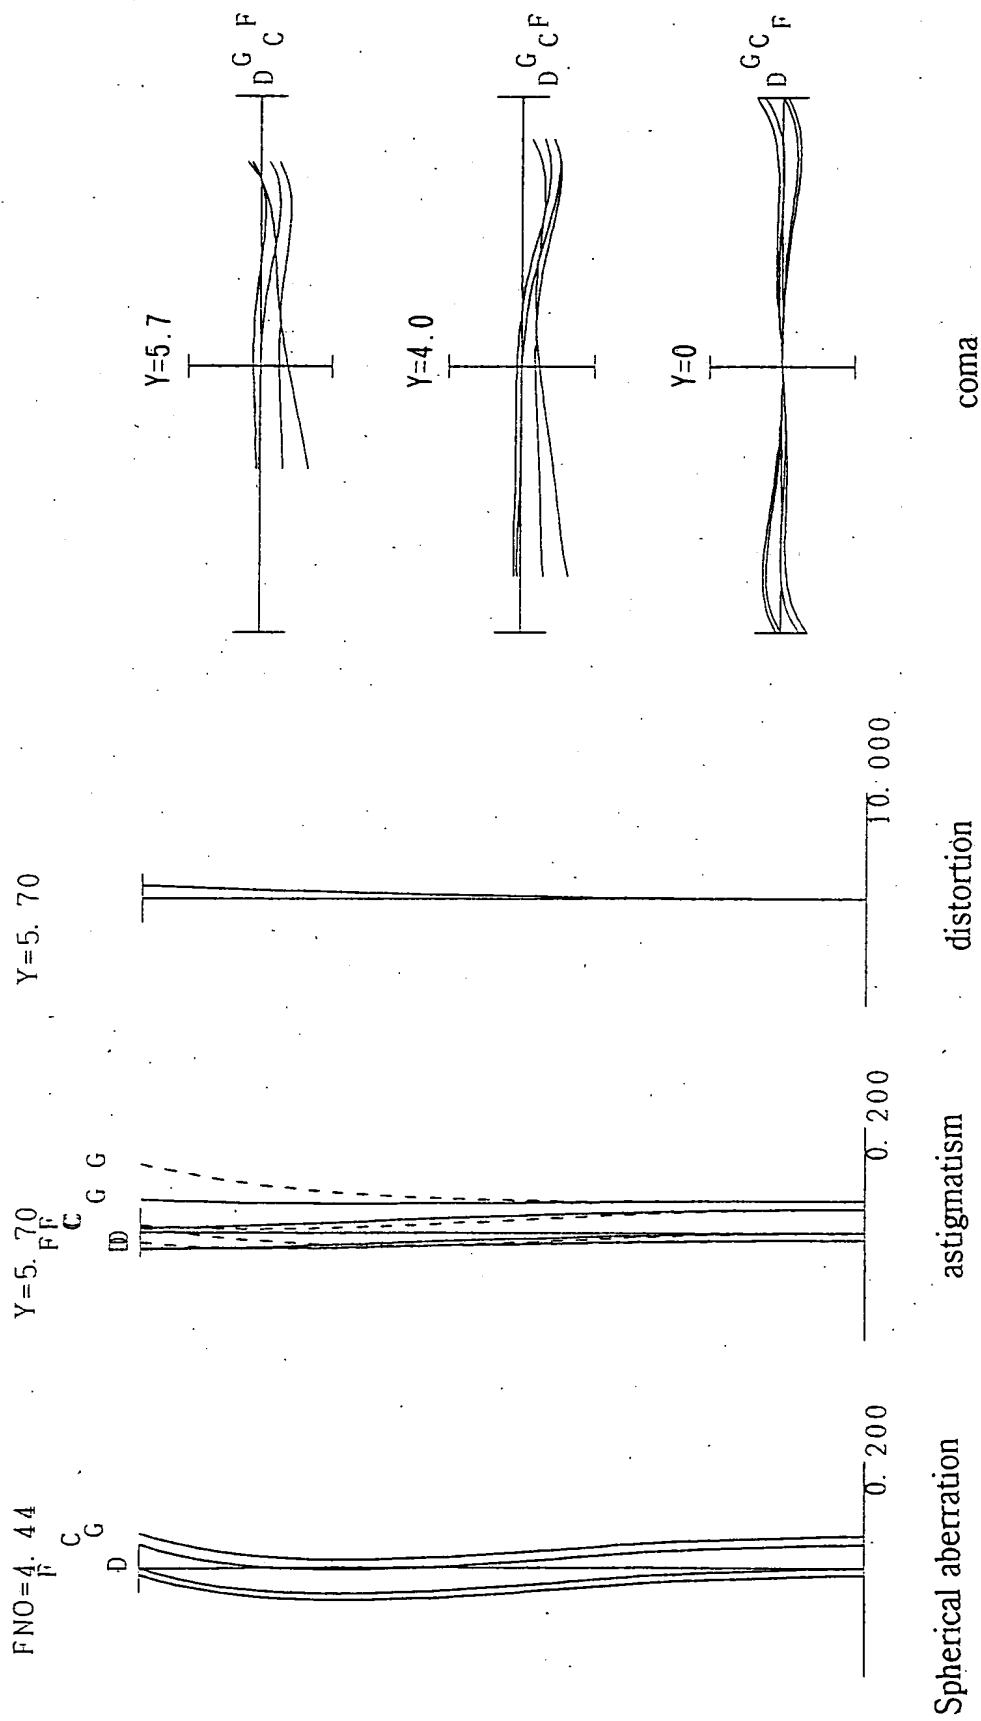 FNO=4.44
F
C
G
D
0.200
Spherical aberration
Y=5.70
F F
C
G G
D D
0.200
astigmatism
Y=5.70
10.000
distortion
Y=5.7
G F
D C
Y=4.0
G F
D C
Y=0
G C
D F
coma